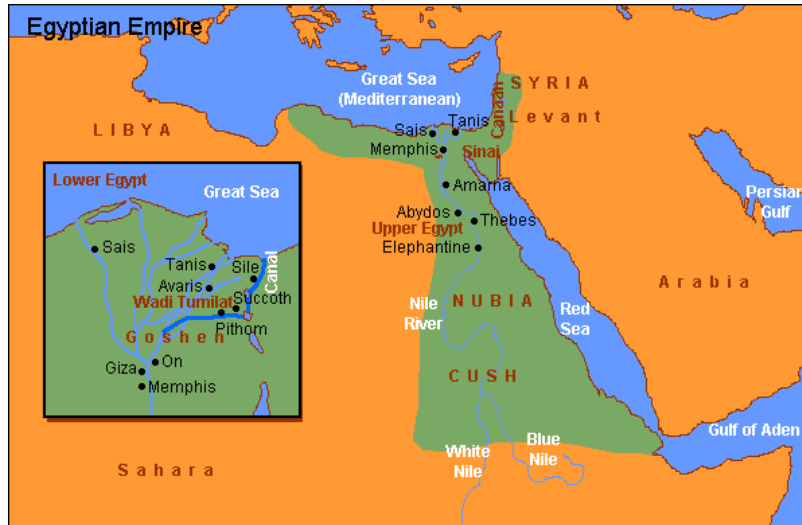 Egyptian Empire
Great Sea
(Mediterranean)
SYRIA
Canaan
Levant
LIBYA
Sais
Tanis
Memphis
Sinai
Amarna
Persian
Gulf
Abydos
Thebes
Upper Egypt
Elephantine
Arabia
NUBIA
Nile
River
Red
Sea
CUSH
Gulf of Aden
White
Nile
Blue
Nile
Sahara
Lower Egypt
Great Sea
Sais
Tanis
Sile
Canal
Avaris
Wadi Tumilat
Succoth
Pithom
Goshen
On
Giza
Memphis